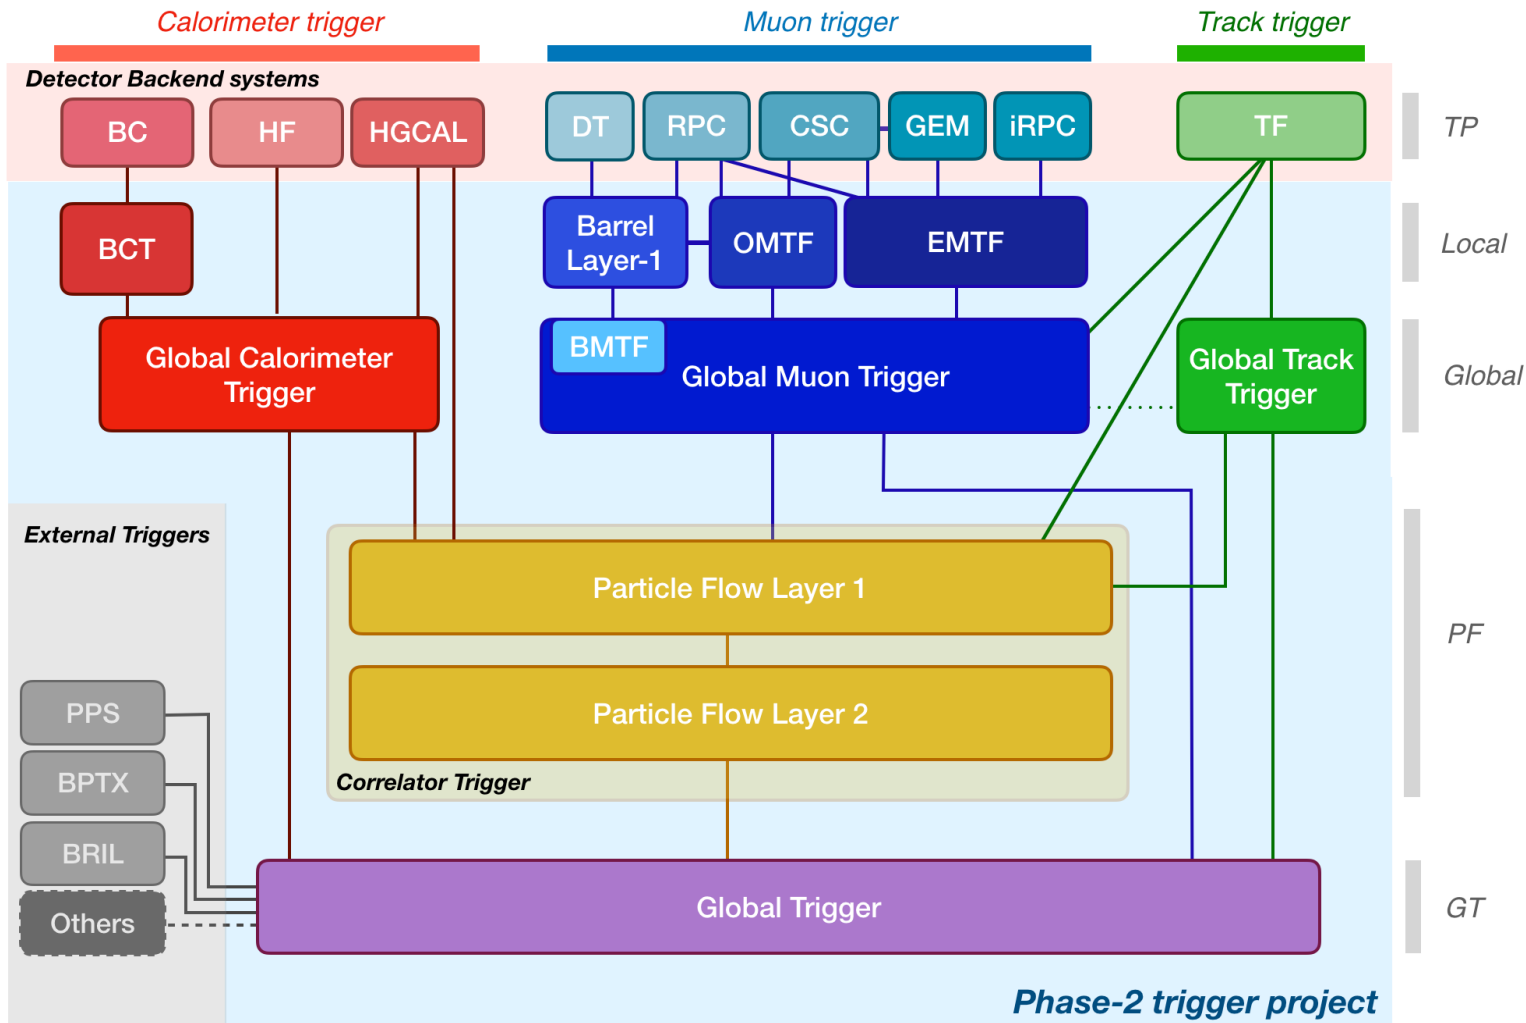 Calorimeter trigger
Muon trigger
Track trigger
Detector Backend systems
BC
HF
HGCAL
DT
RPC
CSC
GEM
iRPC
TF
TP
BCT
Barrel
Layer-1
OMTF
EMTF
Local
Global Calorimeter
Trigger
BMTF
Global Muon Trigger
Global Track
Trigger
Global
External Triggers
Particle Flow Layer 1
PF
Particle Flow Layer 2
Correlator Trigger
PPS
BPTX
BRIL
Others
Global Trigger
GT
Phase-2 trigger project